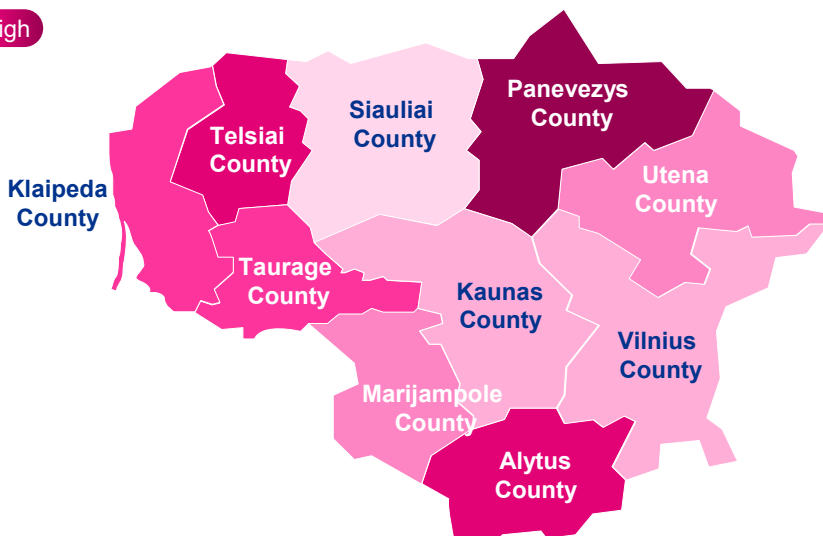 igh
Panevezys
County
Siauliai
County
Telsiai
County
Utena
County
Klaipeda
County
Taurage
County
Kaunas
County
Vilnius
County
Marijampole
County
Alytus
County